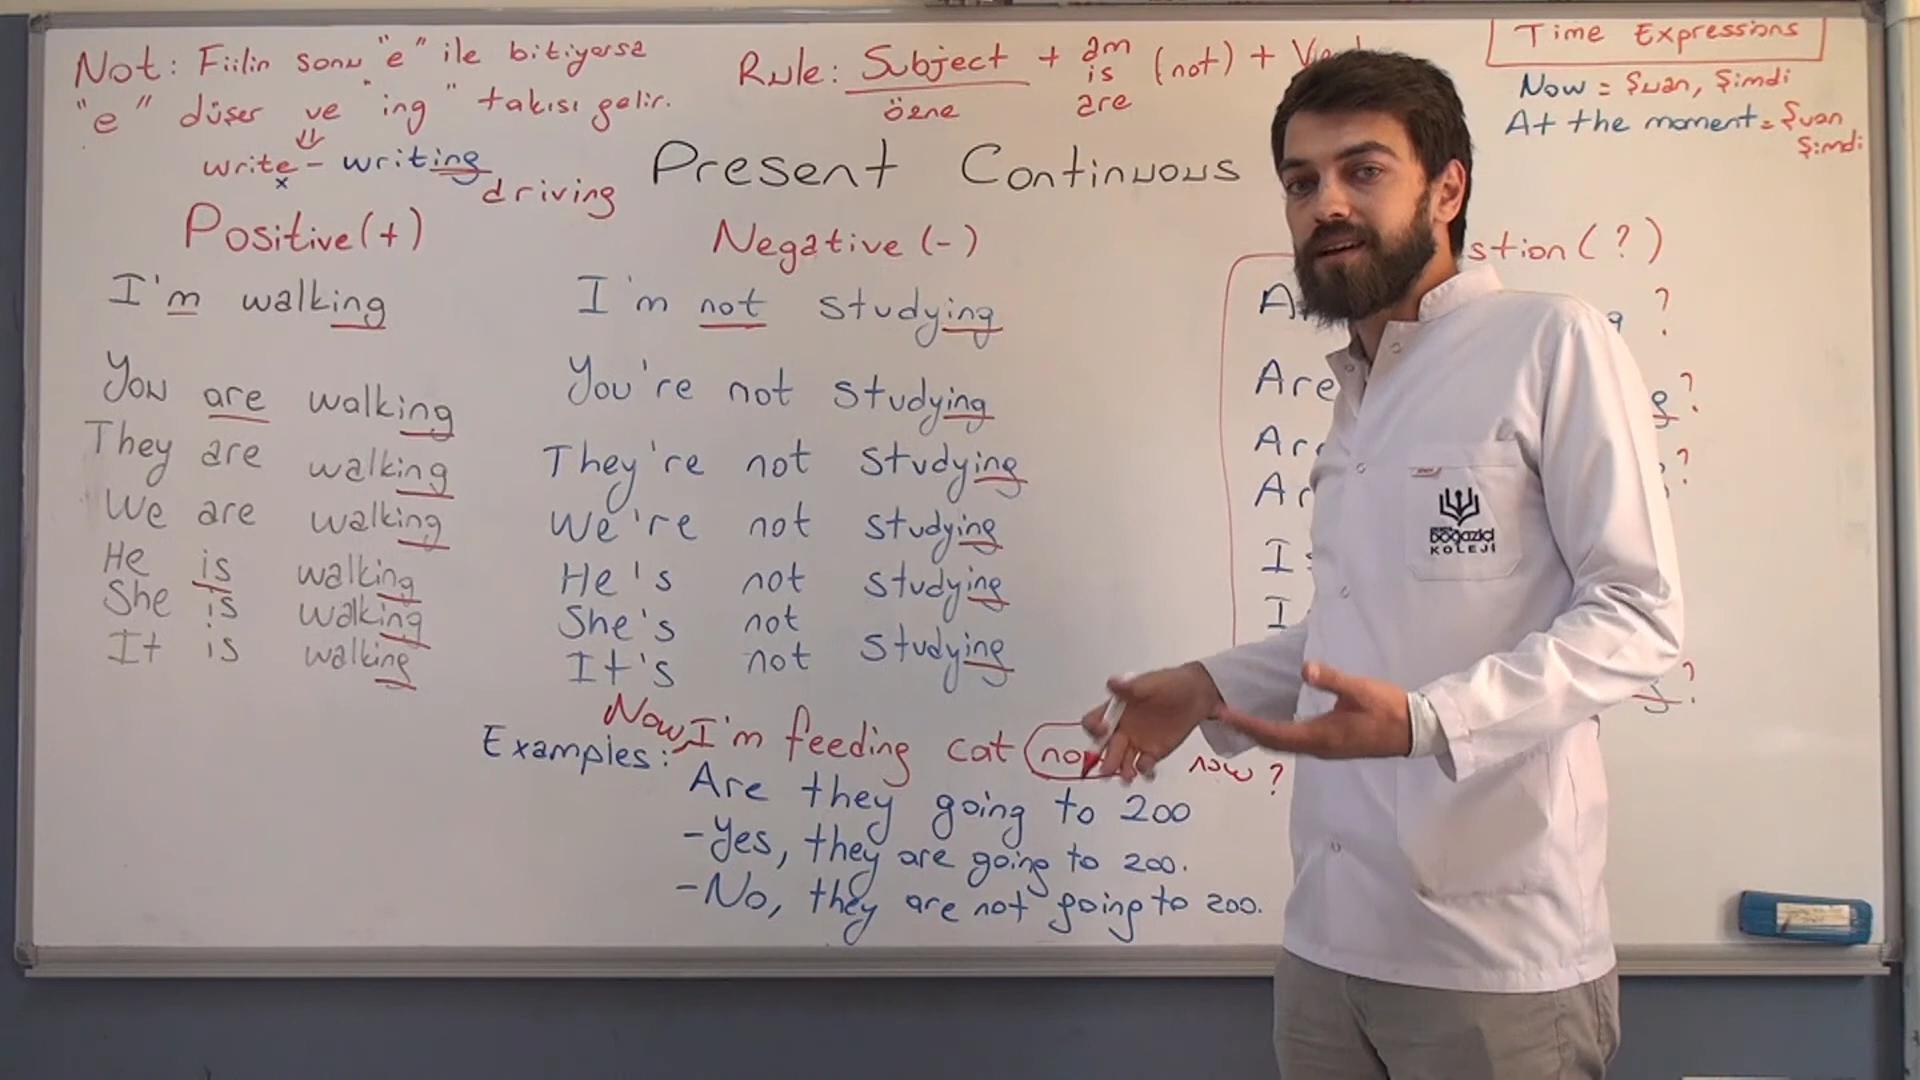 Not: Fiilin sonu "e" ile bitiyorsa
"e" düşer ve "ing" takısı gelir.
write - writing
x
driving
Rule: Subject + am (not) +
is
are
özne
Time Expressions
Now = Şuan, Şimdi
At the moment = Şuan
Şimdi
Present Continuous
Positive (+)
I'm walking
You are walking
They are walking
We are walking
He is walking
She is walking
It is walking
Negative (-)
I'm not studying
You're not studying
They're not studying
We're not studying
He's not studying
She's not
It's not studying
stion (?)
?
Are ?
?
?
Now I'm feeding cat
Examples:
now?
Are they going to zoo
- Yes, they are going to zoo.
- No, they are not going to zoo.
Boğaziçi
KOLEJİ